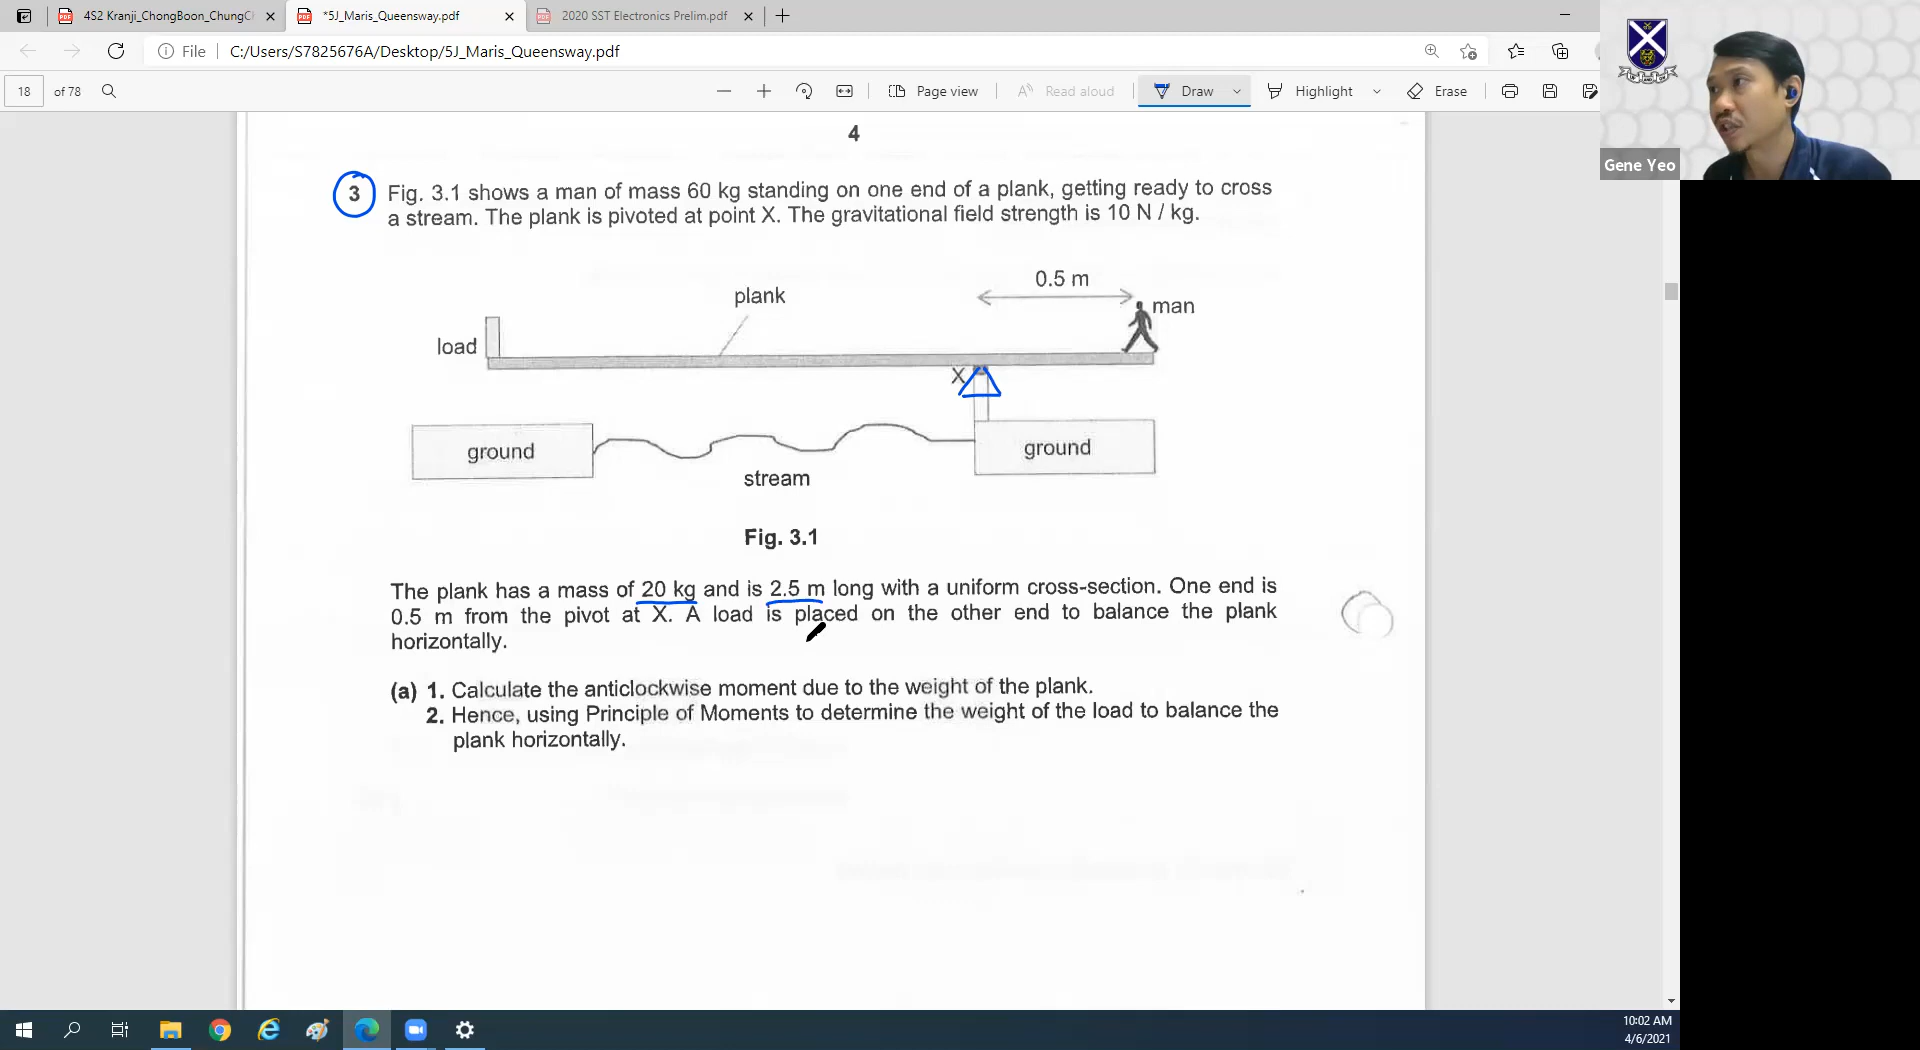 4S2 Kranji_ChongBoon_ChungC
*5J_Maris_Queensway.pdf
2020 SST Electronics Prelim.pdf
File
C:/Users/S7825676A/Desktop/5J_Maris_Queensway.pdf
18 of 78
Page view
Read aloud
Draw
Highlight
Erase
Gene Yeo
4
3 Fig. 3.1 shows a man of mass 60 kg standing on one end of a plank, getting ready to cross
a stream. The plank is pivoted at point X. The gravitational field strength is 10 N / kg.
0.5 m
plank
man
load
X
ground
ground
stream
Fig. 3.1
The plank has a mass of 20 kg and is 2.5 m long with a uniform cross-section. One end is
0.5 m from the pivot at X. A load is placed on the other end to balance the plank
horizontally.
(a) 1. Calculate the anticlockwise moment due to the weight of the plank.
2. Hence, using Principle of Moments to determine the weight of the load to balance the
plank horizontally.
10:02 AM
4/6/2021